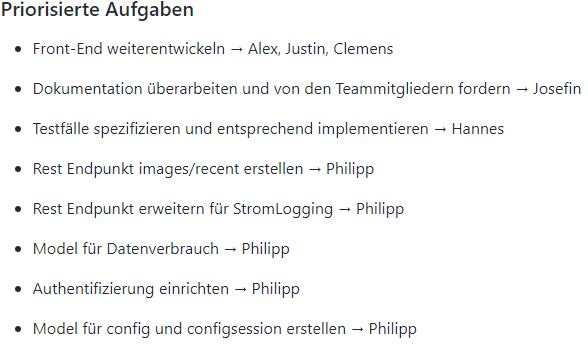 Priorisierte Aufgaben
• Front-End weiterentwickeln → Alex, Justin, Clemens
• Dokumentation überarbeiten und von den Teammitgliedern fordern → Josefin
• Testfälle spezifizieren und entsprechend implementieren → Hannes
• Rest Endpunkt images/recent erstellen → Philipp
• Rest Endpunkt erweitern für StromLogging → Philipp
• Model für Datenverbrauch → Philipp
• Authentifizierung einrichten → Philipp
• Model für config und configsession erstellen → Philipp